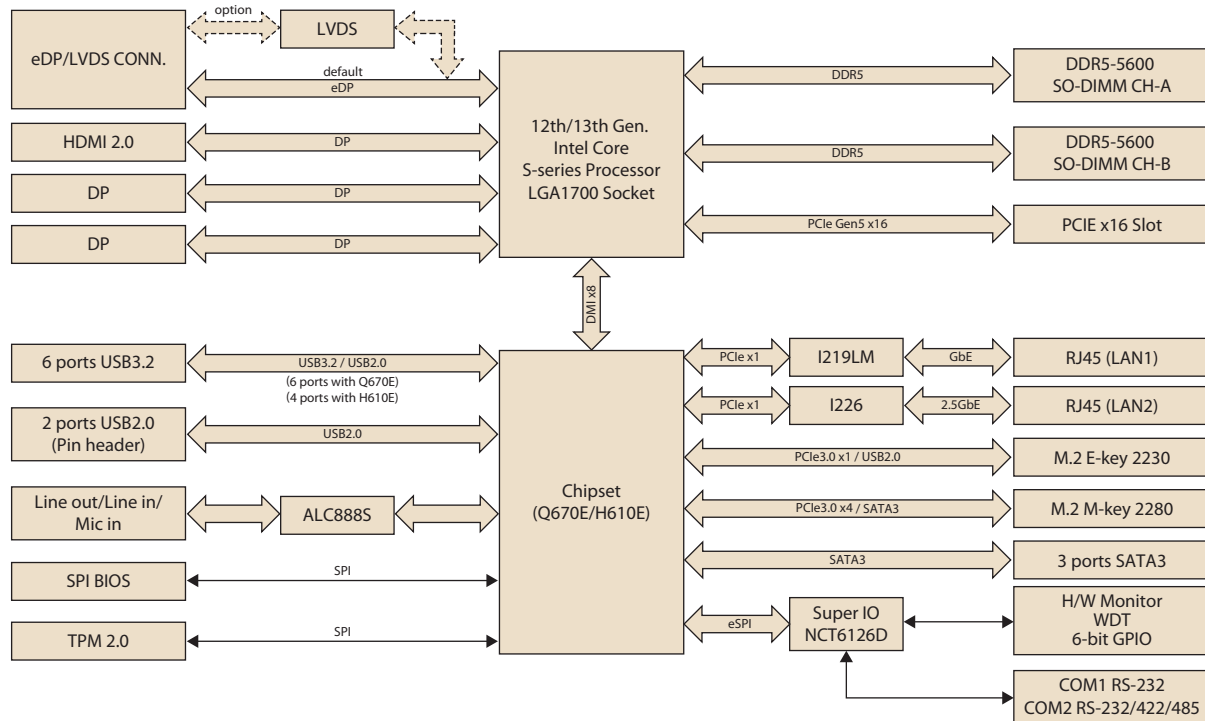 option
LVDS
eDP/LVDS CONN.
default
eDP
HDMI 2.0
DP
DP
DP
DP
DP
12th/13th Gen.
Intel Core
S-series Processor
LGA1700 Socket
DDR5
DDR5-5600
SO-DIMM CH-A
DDR5
DDR5-5600
SO-DIMM CH-B
PCIe Gen5 x16
PCIE x16 Slot
DMI x8
6 ports USB3.2
USB3.2 / USB2.0
(6 ports with Q670E)
(4 ports with H610E)
2 ports USB2.0
(Pin header)
USB2.0
Line out/Line in/
Mic in
ALC888S
SPI BIOS
SPI
TPM 2.0
SPI
Chipset
(Q670E/H610E)
PCIe x1
I219LM
GbE
RJ45 (LAN1)
PCIe x1
I226
2.5GbE
RJ45 (LAN2)
PCIe3.0 x1 / USB2.0
M.2 E-key 2230
PCIe3.0 x4 / SATA3
M.2 M-key 2280
SATA3
3 ports SATA3
eSPI
Super IO
NCT6126D
H/W Monitor
WDT
6-bit GPIO
COM1 RS-232
COM2 RS-232/422/485